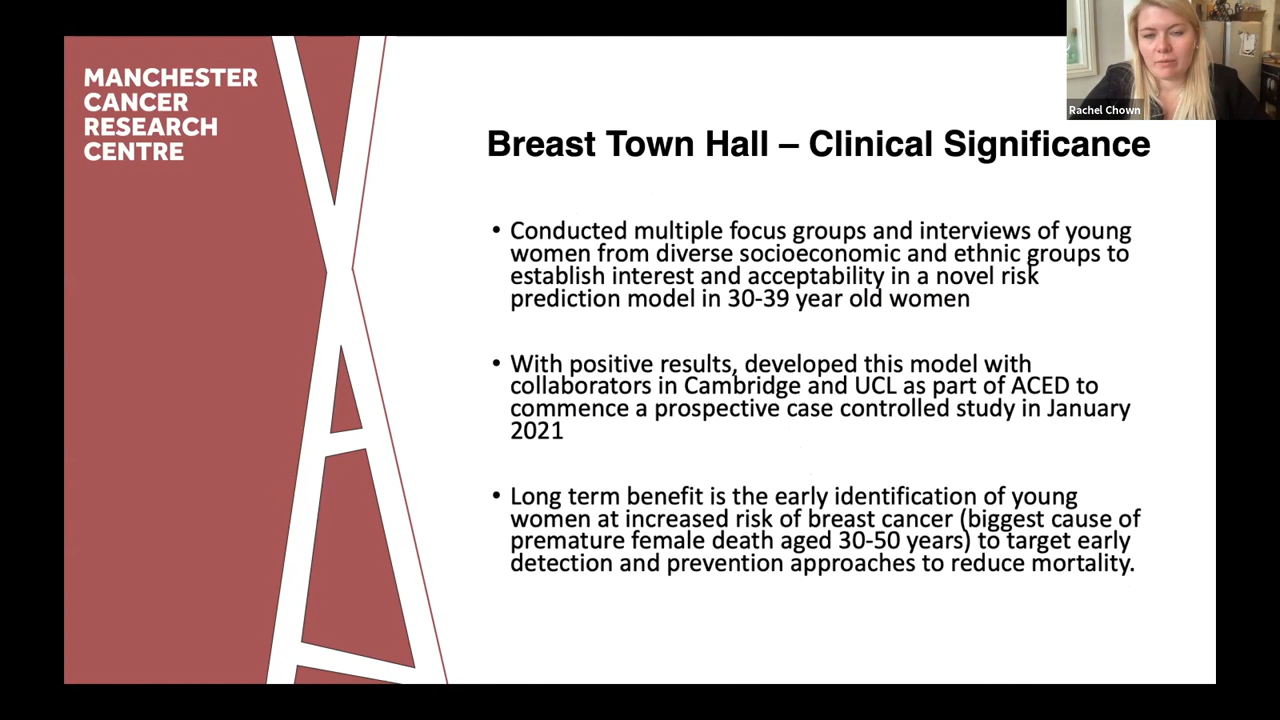 MANCHESTER
CANCER
RESEARCH
CENTRE
Rachel Chown
Breast Town Hall – Clinical Significance
• Conducted multiple focus groups and interviews of young
women from diverse socioeconomic and ethnic groups to
establish interest and acceptability in a novel risk
prediction model in 30-39 year old women
• With positive results, developed this model with
collaborators in Cambridge and UCL as part of ACED to
commence a prospective case controlled study in January
2021
• Long term benefit is the early identification of young
women at increased risk of breast cancer (biggest cause of
premature female death aged 30-50 years) to target early
detection and prevention approaches to reduce mortality.